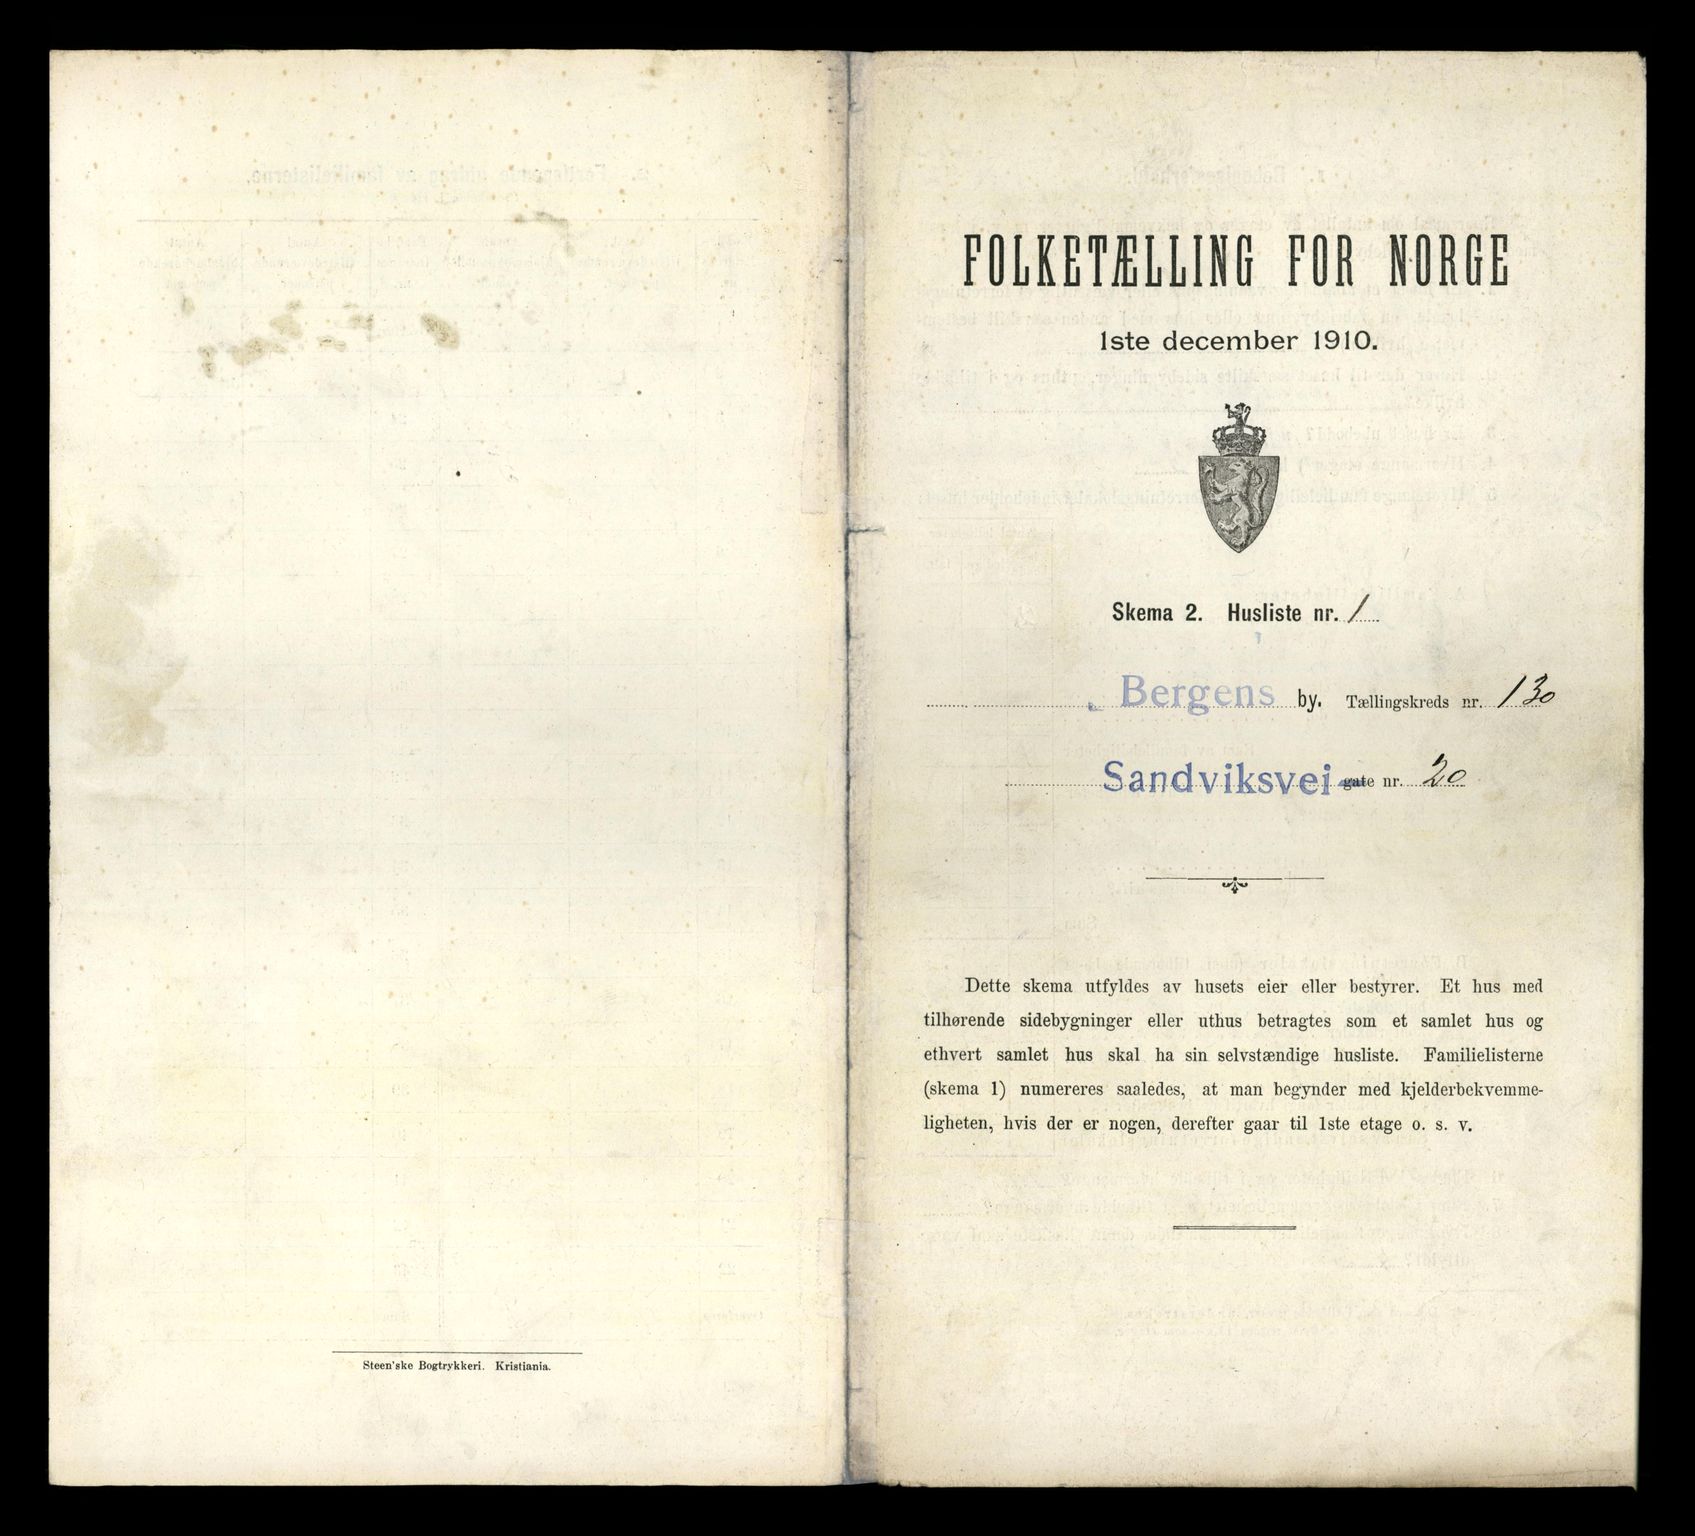 FOLKETÆLLING FOR NORGE
1ste december 1910.
Skema 2. Husliste nr. 1
Bergens by. Tællingskreds nr. 130
Sandviksvei gate nr. 20
Dette skema utfyldes av husets eier eller bestyrer. Et hus med
tilhørende sidebygninger eller uthus betragtes som et samlet hus og
ethvert samlet hus skal ha sin selvstændige husliste. Familielisterne
(skema 1) numereres saaledes, at man begynder med kjelderbekvemme-
ligheten, hvis der er nogen, derefter gaar til 1ste etage o. s. v.
Steen'ske Bogtrykkeri. Kristiania.